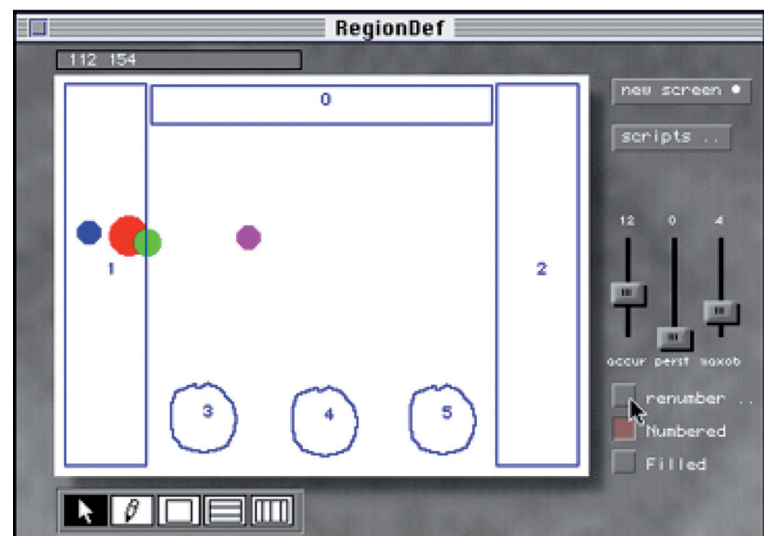 RegionDef
112 154
new screen
scripts ..
0
1
2
3
4
5
12 0 4
occur perst maxob
renumber ..
Numbered
Filled